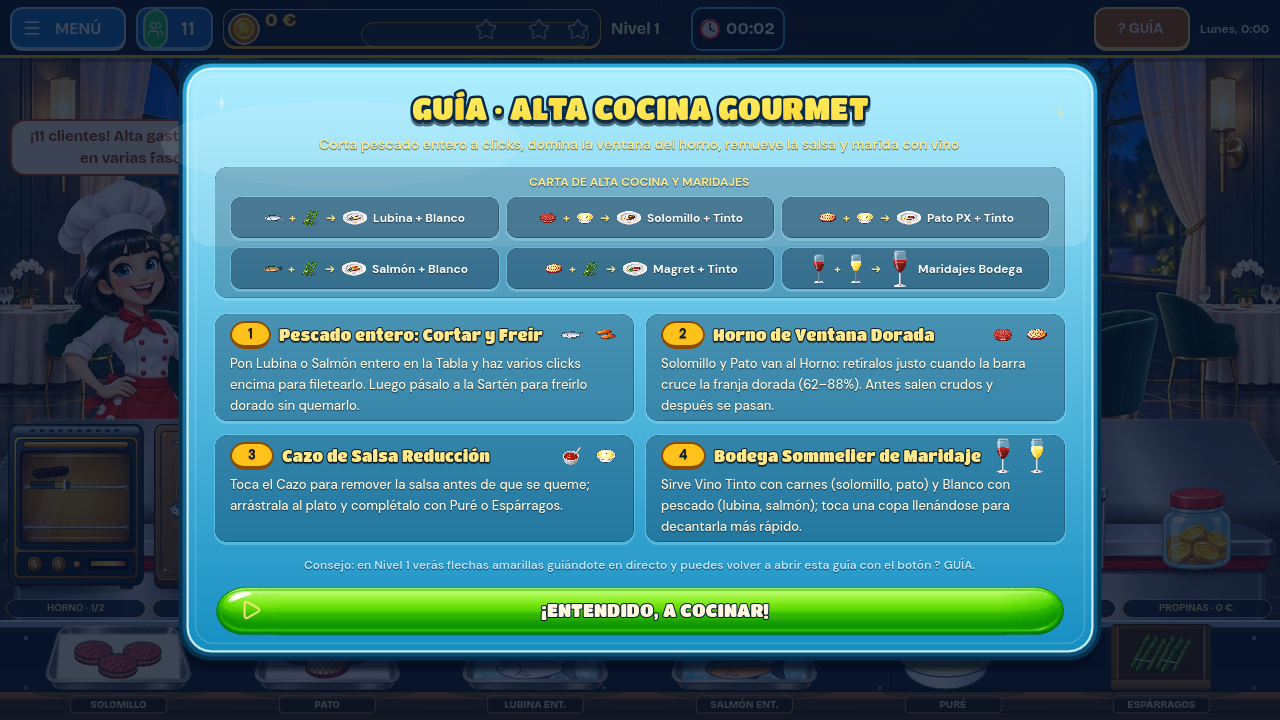 MENÚ
11
0 €
Nivel 1
00:02
? GUÍA
Lunes, 0:00
¡11 clientes! Alta gast
en varias fase
GUÍA · ALTA COCINA GOURMET
Corta pescado entero a clicks, domina la ventana del horno, remueve la salsa y marida con vino
CARTA DE ALTA COCINA Y MARIDAJES
+ → Lubina + Blanco
+ → Solomillo + Tinto
+ → Pato PX + Tinto
+ → Salmón + Blanco
+ → Magret + Tinto
+ → Maridajes Bodega
1 Pescado entero: Cortar y Freír
Pon Lubina o Salmón entero en la Tabla y haz varios clicks
encima para filetearlo. Luego pásalo a la Sartén para freírlo
dorado sin quemarlo.
2 Horno de Ventana Dorada
Solomillo y Pato van al Horno: retíralos justo cuando la barra
cruce la franja dorada (62–88%). Antes salen crudos y
después se pasan.
3 Cazo de Salsa Reducción
Toca el Cazo para remover la salsa antes de que se queme;
arrástrala al plato y complétalo con Puré o Espárragos.
4 Bodega Sommelier de Maridaje
Sirve Vino Tinto con carnes (solomillo, pato) y Blanco con
pescado (lubina, salmón); toca una copa llenándose para
decantarla más rápido.
Consejo: en Nivel 1 verás flechas amarillas guiándote en directo y puedes volver a abrir esta guía con el botón ? GUÍA.
¡ENTENDIDO, A COCINAR!
HORNO · 1/2
PROPINAS · 0 €
SOLOMILLO
PATO
LUBINA ENT.
SALMÓN ENT.
PURÉ
ESPÁRRAGOS